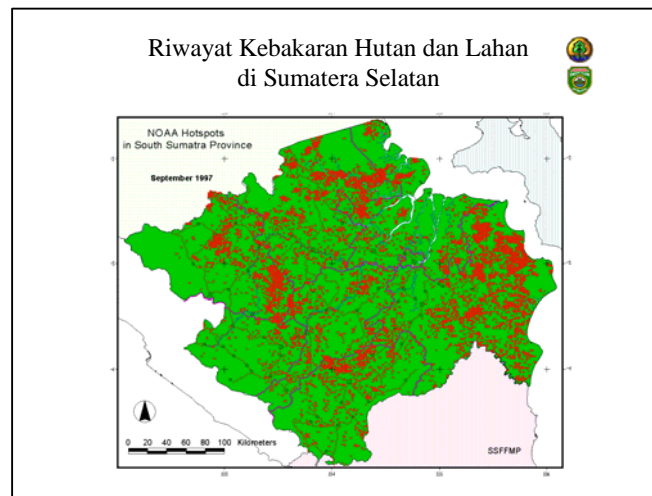 Riwayat Kebakaran Hutan dan Lahan
di Sumatera Selatan
NOAA Hotspots
in South Sumatra Province
September 1997
0 20 40 60 80 100 Kilometers
SSFFMP